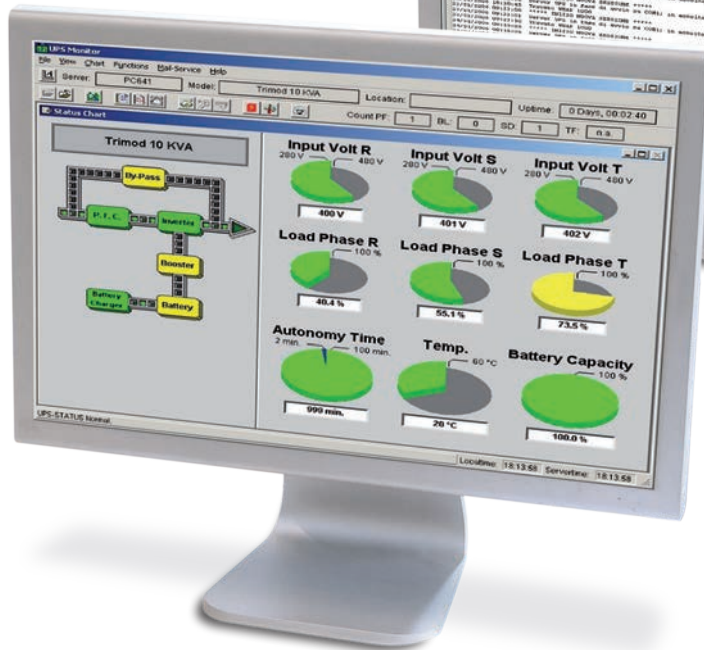 UPS Monitor
File View Chart Functions Mail-Service Help
Server: PC641 Model: Trimod 10 KVA Location: Uptime: 0 Days, 00:02:40
Count PF: 1 BL: 0 SD: 1 TF: n.a.
Status Chart
Trimod 10 KVA
By-Pass
P.F.C.
Inverter
Booster
Battery Charger
Battery
Input Volt R
280 V 480 V
400 V
Input Volt S
280 V 480 V
401 V
Input Volt T
280 V 480 V
402 V
Load Phase R
100 %
40.4 %
Load Phase S
100 %
55.1 %
Load Phase T
100 %
73.5 %
Autonomy Time
2 min. 100 min.
999 min.
Temp.
60 °C
20 °C
Battery Capacity
100 %
100.0 %
UPS-STATUS Normal
Localtime: 18:13:58 Servertime: 18:13:58